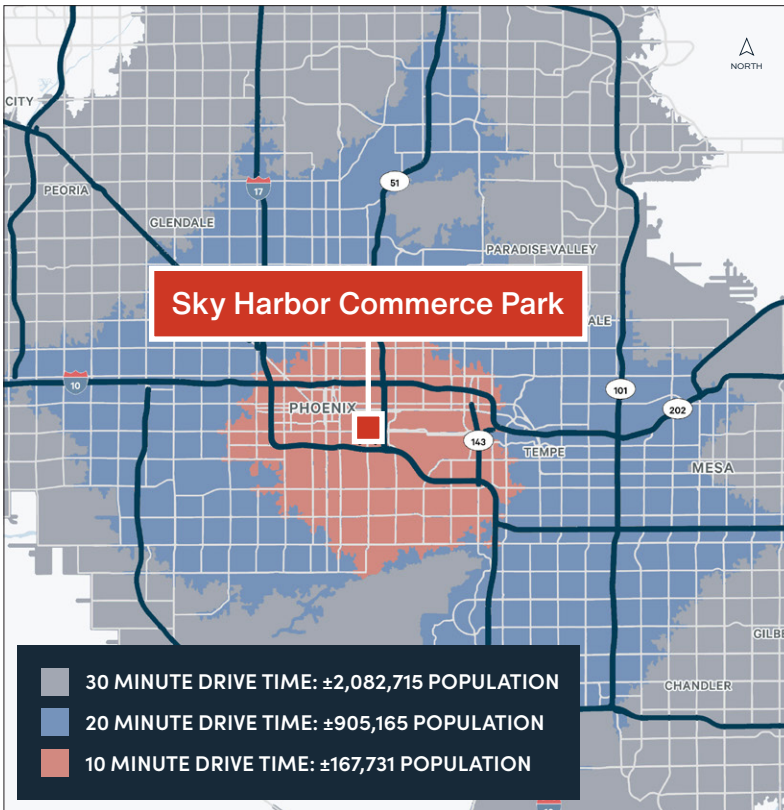 NORTH
CITY
51
17
PEORIA
GLENDALE
PARADISE VALLEY
Sky Harbor Commerce Park
ALE
10
101
202
PHOENIX
143
TEMPE
MESA
GILB
CHANDLER
30 MINUTE DRIVE TIME: ±2,082,715 POPULATION
20 MINUTE DRIVE TIME: ±905,165 POPULATION
10 MINUTE DRIVE TIME: ±167,731 POPULATION